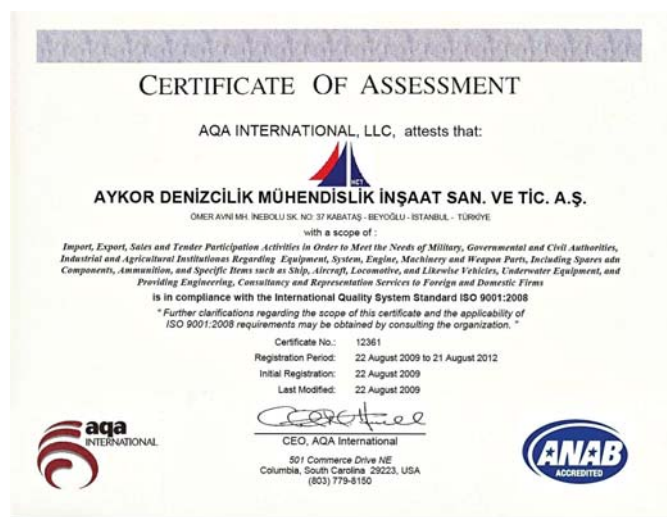 CERTIFICATE OF ASSESSMENT
AQA INTERNATIONAL, LLC, attests that:
AYKOR DENİZCİLİK MÜHENDİSLİK İNŞAAT SAN. VE TİC. A.Ş.
ÖMER AVNİ MH. İNEBOLU SK. NO: 37 KABATAŞ - BEYOĞLU - İSTANBUL - TÜRKİYE
with a scope of :
Import, Export, Sales and Tender Participation Activities in Order to Meet the Needs of Military, Governmental and Civil Authorities,
Industrial and Agricultural Institutionas Regarding Equipment, System, Engine, Machinery and Weapon Parts, Including Spares adn
Components, Ammunition, and Specific Items such as Ship, Aircraft, Locomotive, and Likewise Vehicles, Underwater Equipment, and
Providing Engineering, Consultancy and Representation Services to Foreign and Domestic Firms
is in compliance with the International Quality System Standard ISO 9001:2008
" Further clarifications regarding the scope of this certificate and the applicability of
ISO 9001:2008 requirements may be obtained by consulting the organization. "
Certificate No.: 12361
Registration Period: 22 August 2009 to 21 August 2012
Initial Registration: 22 August 2009
Last Modified: 22 August 2009
CEO, AQA International
501 Commerce Drive NE
Columbia, South Carolina 29223, USA
(803) 779-8150
aqa
INTERNATIONAL
ANAB
ACCREDITED